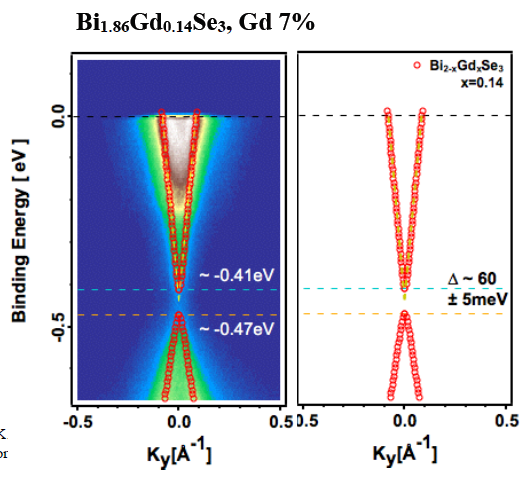 Bi1.86Gd0.14Se3, Gd 7%
Bi2-xGdxSe3
x=0.14
0.0
-0.5
Binding Energy [ eV ]
~ -0.41eV
~ -0.47eV
Δ ~ 60
± 5meV
-0.5
0.0
0.5
0.5
0.0
0.5
Ky[Å-1]
Ky[Å-1]
K
or